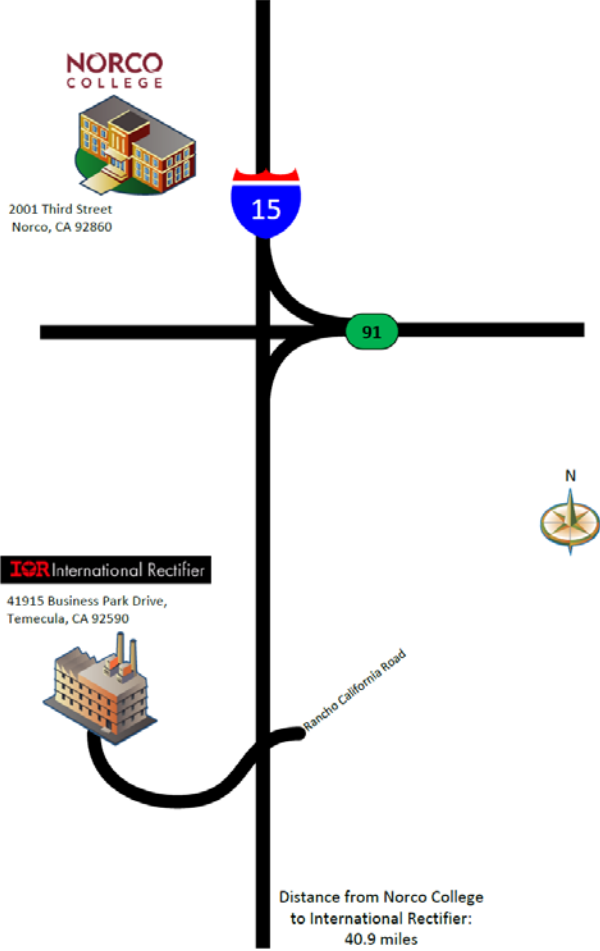 NORCO
COLLEGE
2001 Third Street
Norco, CA 92860
15
91
N
IOR International Rectifier
41915 Business Park Drive,
Temecula, CA 92590
Rancho California Road
Distance from Norco College
to International Rectifier:
40.9 miles